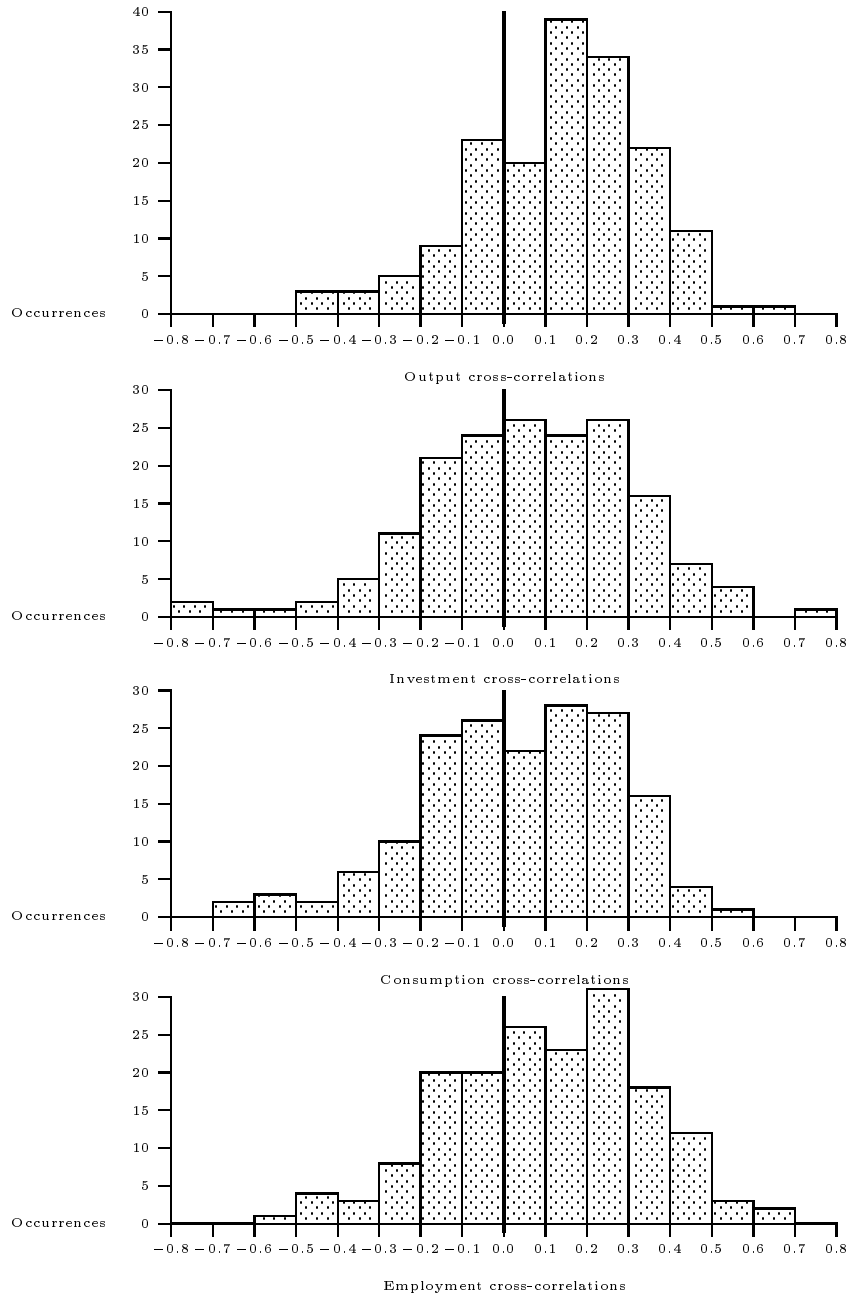 40
35
30
25
20
15
10
5
Occurrences 0
−0.8 −0.7 −0.6 −0.5 −0.4 −0.3 −0.2 −0.1 0.0 0.1 0.2 0.3 0.4 0.5 0.6 0.7 0.8
Output cross-correlations
30
25
20
15
10
5
Occurrences 0
−0.8 −0.7 −0.6 −0.5 −0.4 −0.3 −0.2 −0.1 0.0 0.1 0.2 0.3 0.4 0.5 0.6 0.7 0.8
Investment cross-correlations
30
25
20
15
10
5
Occurrences 0
−0.8 −0.7 −0.6 −0.5 −0.4 −0.3 −0.2 −0.1 0.0 0.1 0.2 0.3 0.4 0.5 0.6 0.7 0.8
Consumption cross-correlations
30
25
20
15
10
5
Occurrences 0
−0.8 −0.7 −0.6 −0.5 −0.4 −0.3 −0.2 −0.1 0.0 0.1 0.2 0.3 0.4 0.5 0.6 0.7 0.8
Employment cross-correlations